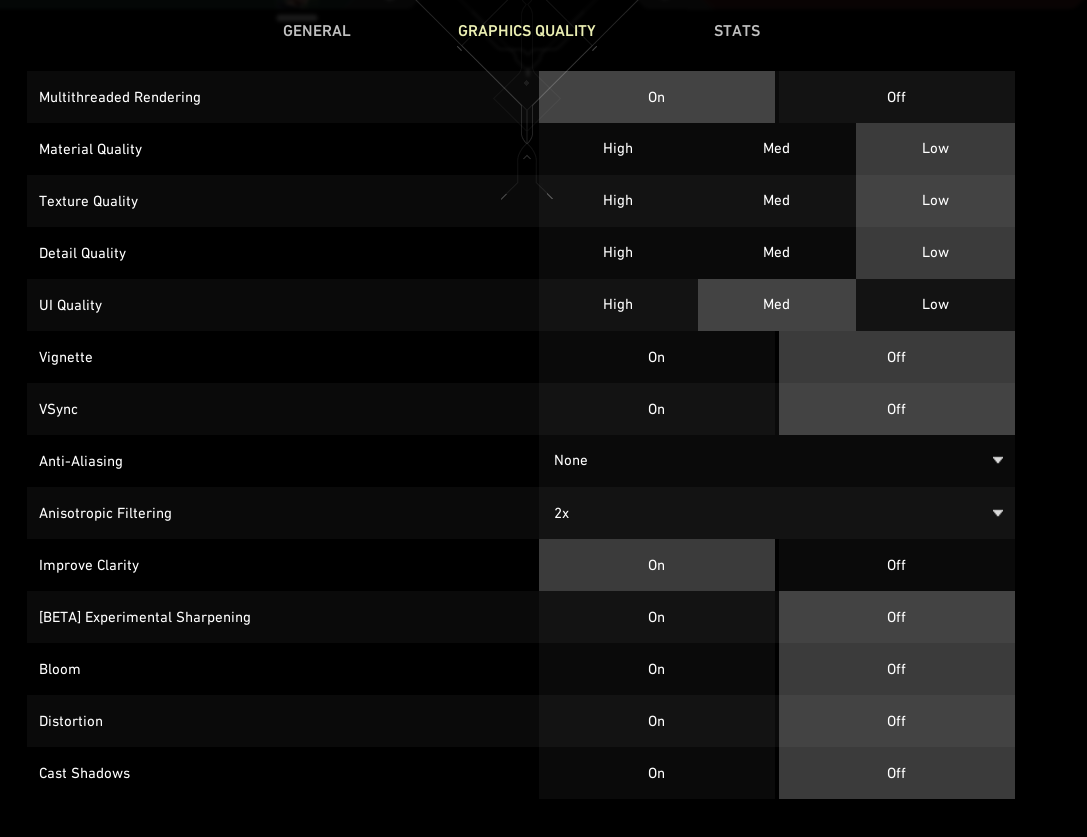 GENERAL GRAPHICS QUALITY STATS
Multithreaded Rendering On Off
Material Quality High Med Low
Texture Quality High Med Low
Detail Quality High Med Low
UI Quality High Med Low
Vignette On Off
VSync On Off
Anti-Aliasing None
Anisotropic Filtering 2x
Improve Clarity On Off
[BETA] Experimental Sharpening On Off
Bloom On Off
Distortion On Off
Cast Shadows On Off